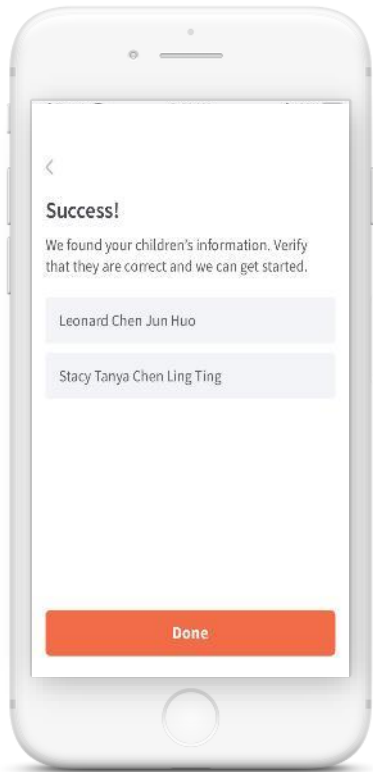 Success!
We found your children's information. Verify
that they are correct and we can get started.
Leonard Chen Jun Huo
Stacy Tanya Chen Ling Ting
Done